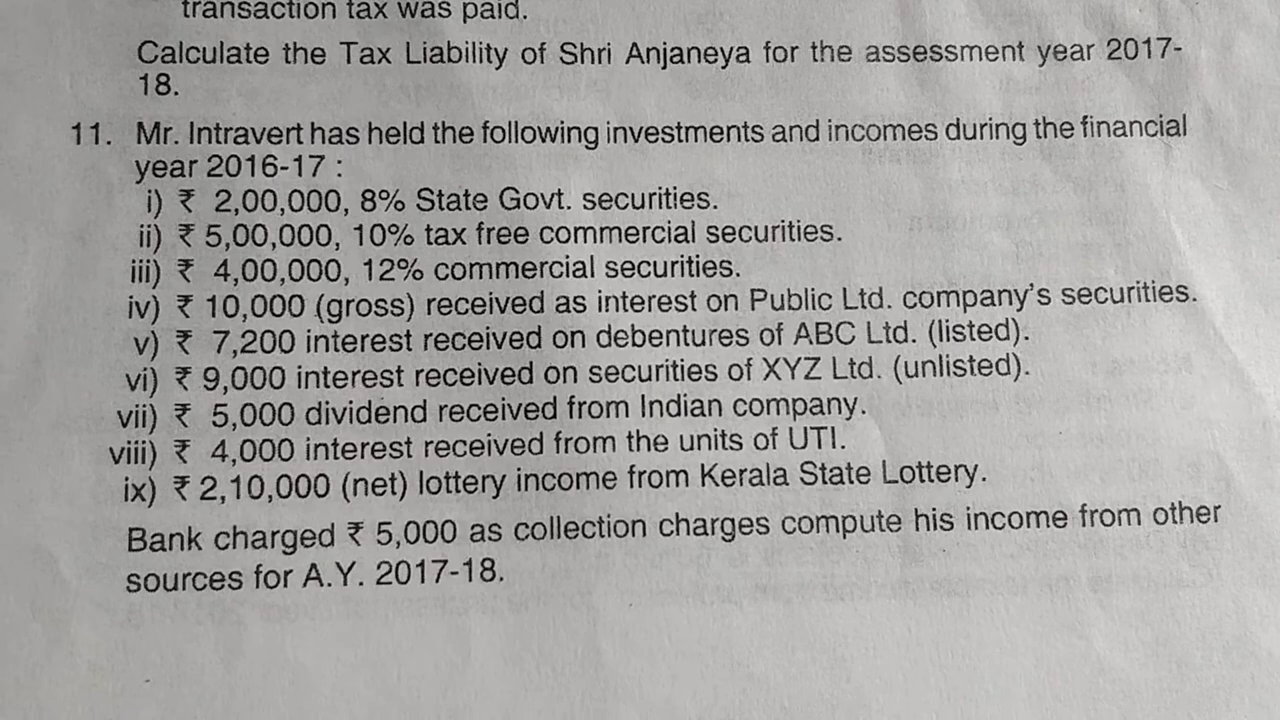 transaction tax was paid.
Calculate the Tax Liability of Shri Anjaneya for the assessment year 2017-
18.
11. Mr. Intravert has held the following investments and incomes during the financial
year 2016-17 :
i) ₹ 2,00,000, 8% State Govt. securities.
ii) ₹ 5,00,000, 10% tax free commercial securities.
iii) ₹ 4,00,000, 12% commercial securities.
iv) ₹ 10,000 (gross) received as interest on Public Ltd. company's securities.
v) ₹ 7,200 interest received on debentures of ABC Ltd. (listed).
vi) ₹ 9,000 interest received on securities of XYZ Ltd. (unlisted).
vii) ₹ 5,000 dividend received from Indian company.
viii) ₹ 4,000 interest received from the units of UTI.
ix) ₹ 2,10,000 (net) lottery income from Kerala State Lottery.
Bank charged ₹ 5,000 as collection charges compute his income from other
sources for A.Y. 2017-18.